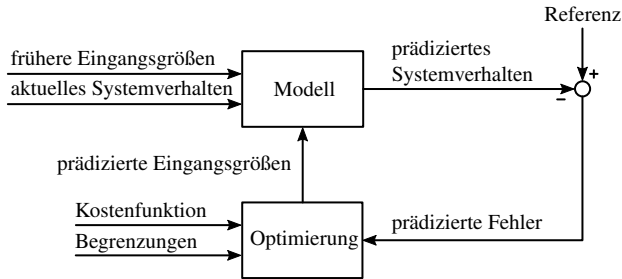 Referenz
frühere Eingangsgrößen
aktuelles Systemverhalten
Modell
prädiziertes
Systemverhalten
+
−
prädizierte Eingangsgrößen
Kostenfunktion
Begrenzungen
Optimierung
prädizierte Fehler